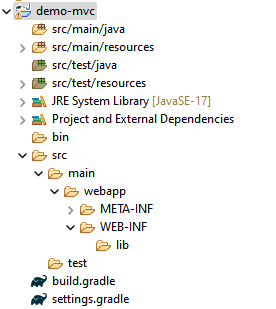 demo-mvc
src/main/java
src/main/resources
src/test/java
src/test/resources
JRE System Library [JavaSE-17]
Project and External Dependencies
bin
src
main
webapp
META-INF
WEB-INF
lib
test
build.gradle
settings.gradle